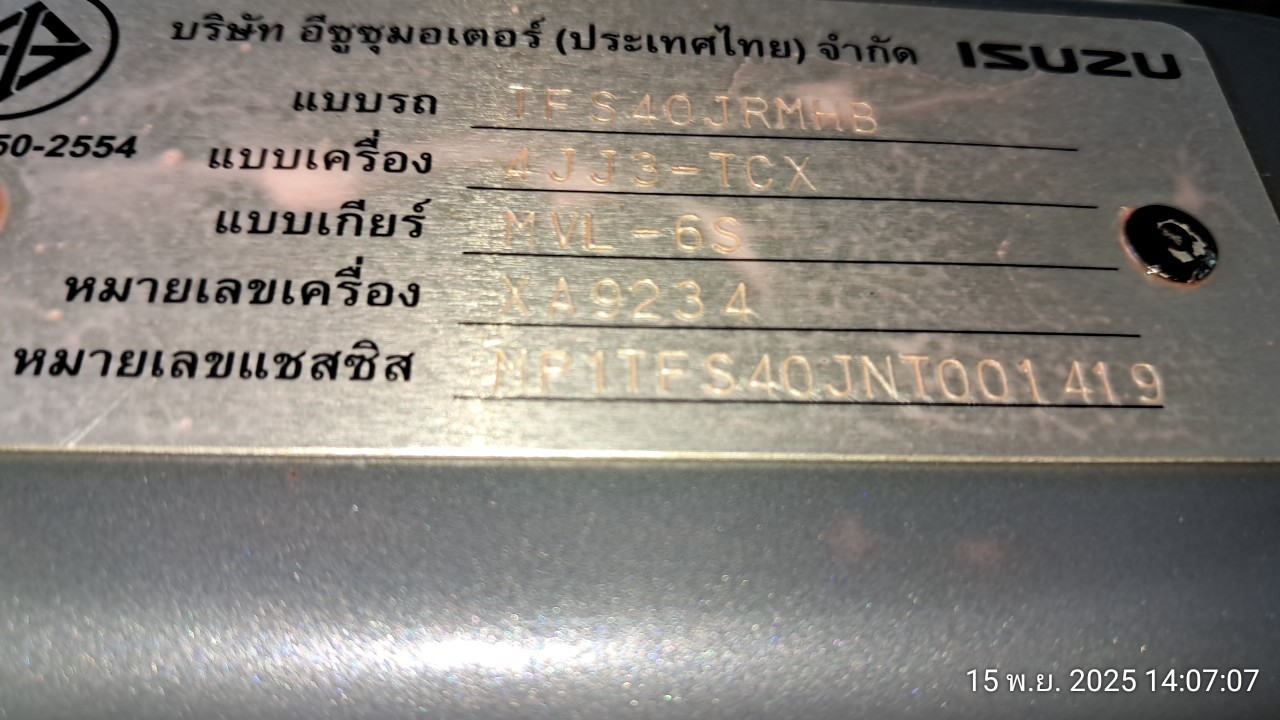 บริษัท อีซูซุมอเตอร์ (ประเทศไทย) จำกัด ISUZU
แบบรถ TFS40JRMHB
50-2554
แบบเครื่อง 4JJ3-TCX
แบบเกียร์ MVL-6S
หมายเลขเครื่อง XA9234
หมายเลขแชสซิส MP1TFS40JNT001419
15 พ.ย. 2025 14:07:07